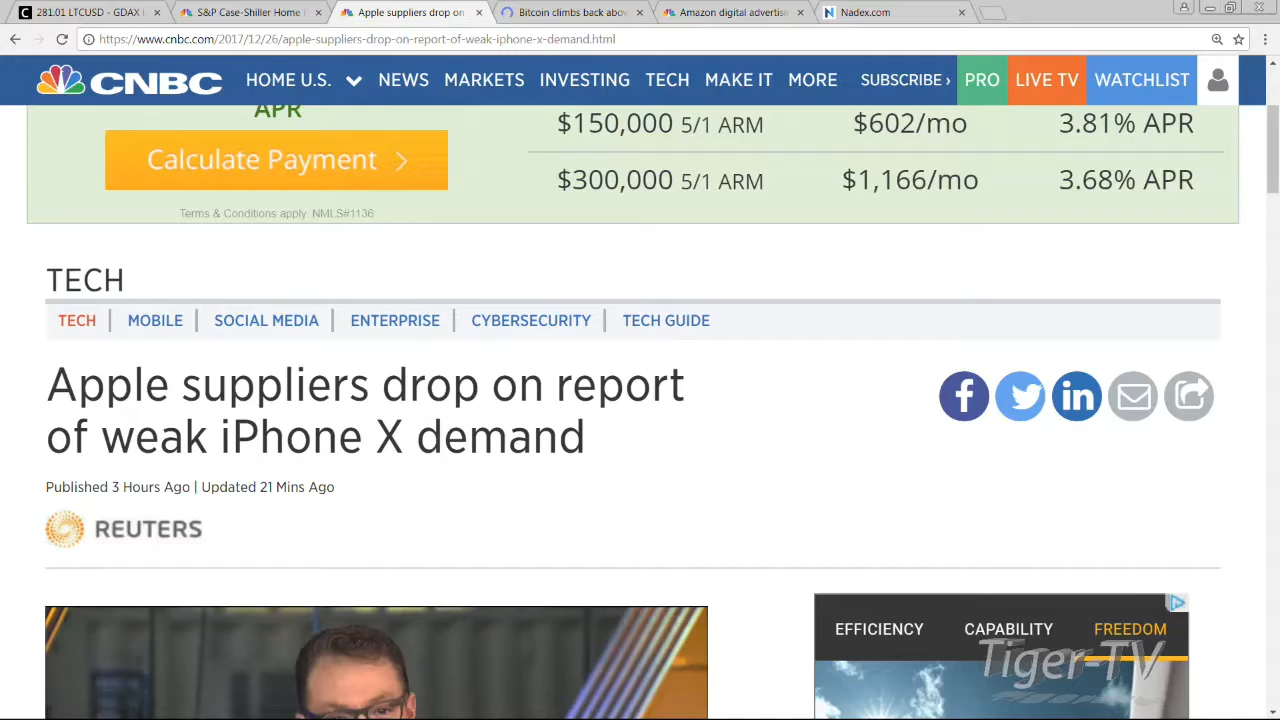 281.01 LTCUSD - GDAX
S&P Case-Shiller Home
Apple suppliers drop on
Bitcoin climbs back abov
Amazon digital advertisi
Nadex.com
https://www.cnbc.com/2017/12/26/apple-suppliers-drop-on-report-of-weak-iphone-x-demand.html
CNBC HOME U.S. NEWS MARKETS INVESTING TECH MAKE IT MORE SUBSCRIBE › PRO LIVE TV WATCHLIST
APR
$150,000 5/1 ARM $602/mo 3.81% APR
Calculate Payment >
$300,000 5/1 ARM $1,166/mo 3.68% APR
Terms & Conditions apply. NMLS#1136
TECH
TECH | MOBILE | SOCIAL MEDIA | ENTERPRISE | CYBERSECURITY | TECH GUIDE
Apple suppliers drop on report
of weak iPhone X demand
Published 3 Hours Ago | Updated 21 Mins Ago
REUTERS
EFFICIENCY CAPABILITY FREEDOM
Tiger-TV